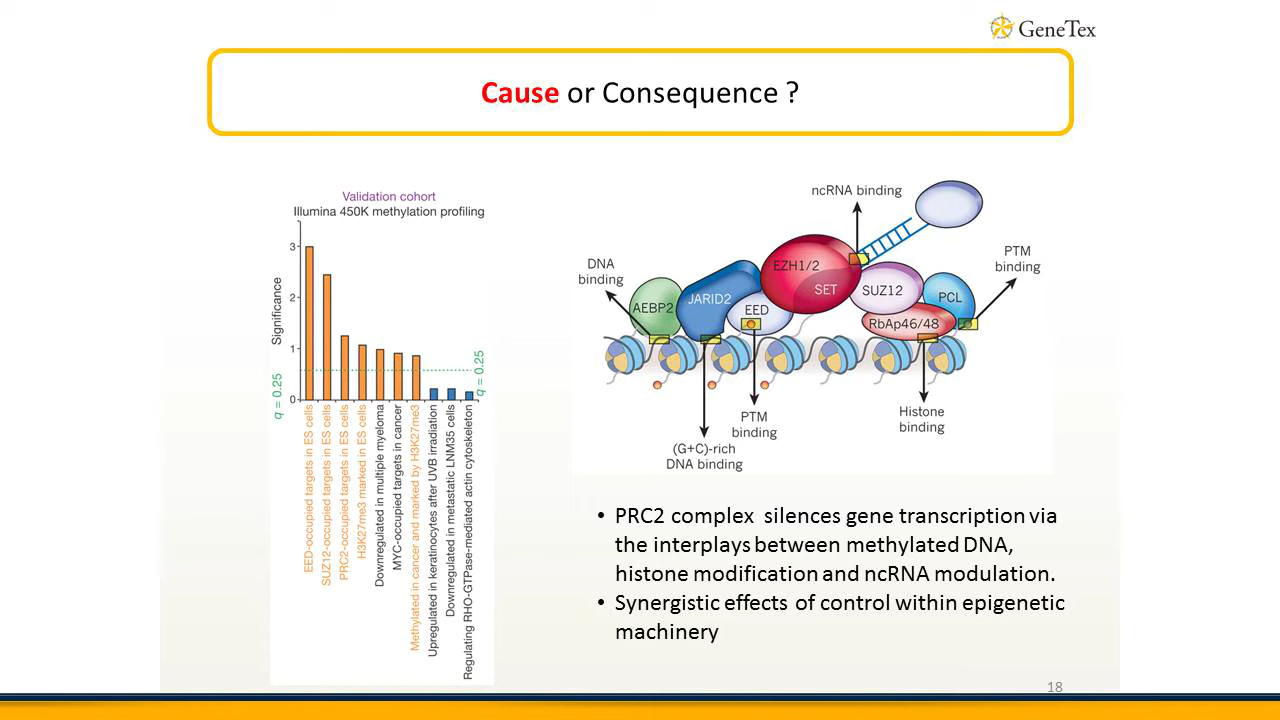 GeneTex
Cause or Consequence ?
Validation cohort
Illumina 450K methylation profiling
Significance
3
2
1
0
q = 0.25
q = 0.25
EED-occupied targets in ES cells
SUZ12-occupied targets in ES cells
PRC2-occupied targets in ES cells
H3K27me3 marked in ES cells
Downregulated in multiple myeloma
MYC-occupied targets in cancer
Methylated in cancer and marked by H3K27me3
Upregulated in keratinocytes after UVB irradiation
Downregulated in metastatic LNM35 cells
Regulating RHO-GTPase-mediated actin cytoskeleton
ncRNA binding
DNA
binding
PTM
binding
EZH1/2
SET
AEBP2
JARID2
EED
SUZ12
PCL
RbAp46/48
PTM
binding
Histone
binding
(G+C)-rich
DNA binding
• PRC2 complex silences gene transcription via
the interplays between methylated DNA,
histone modification and ncRNA modulation.
• Synergistic effects of control within epigenetic
machinery
18